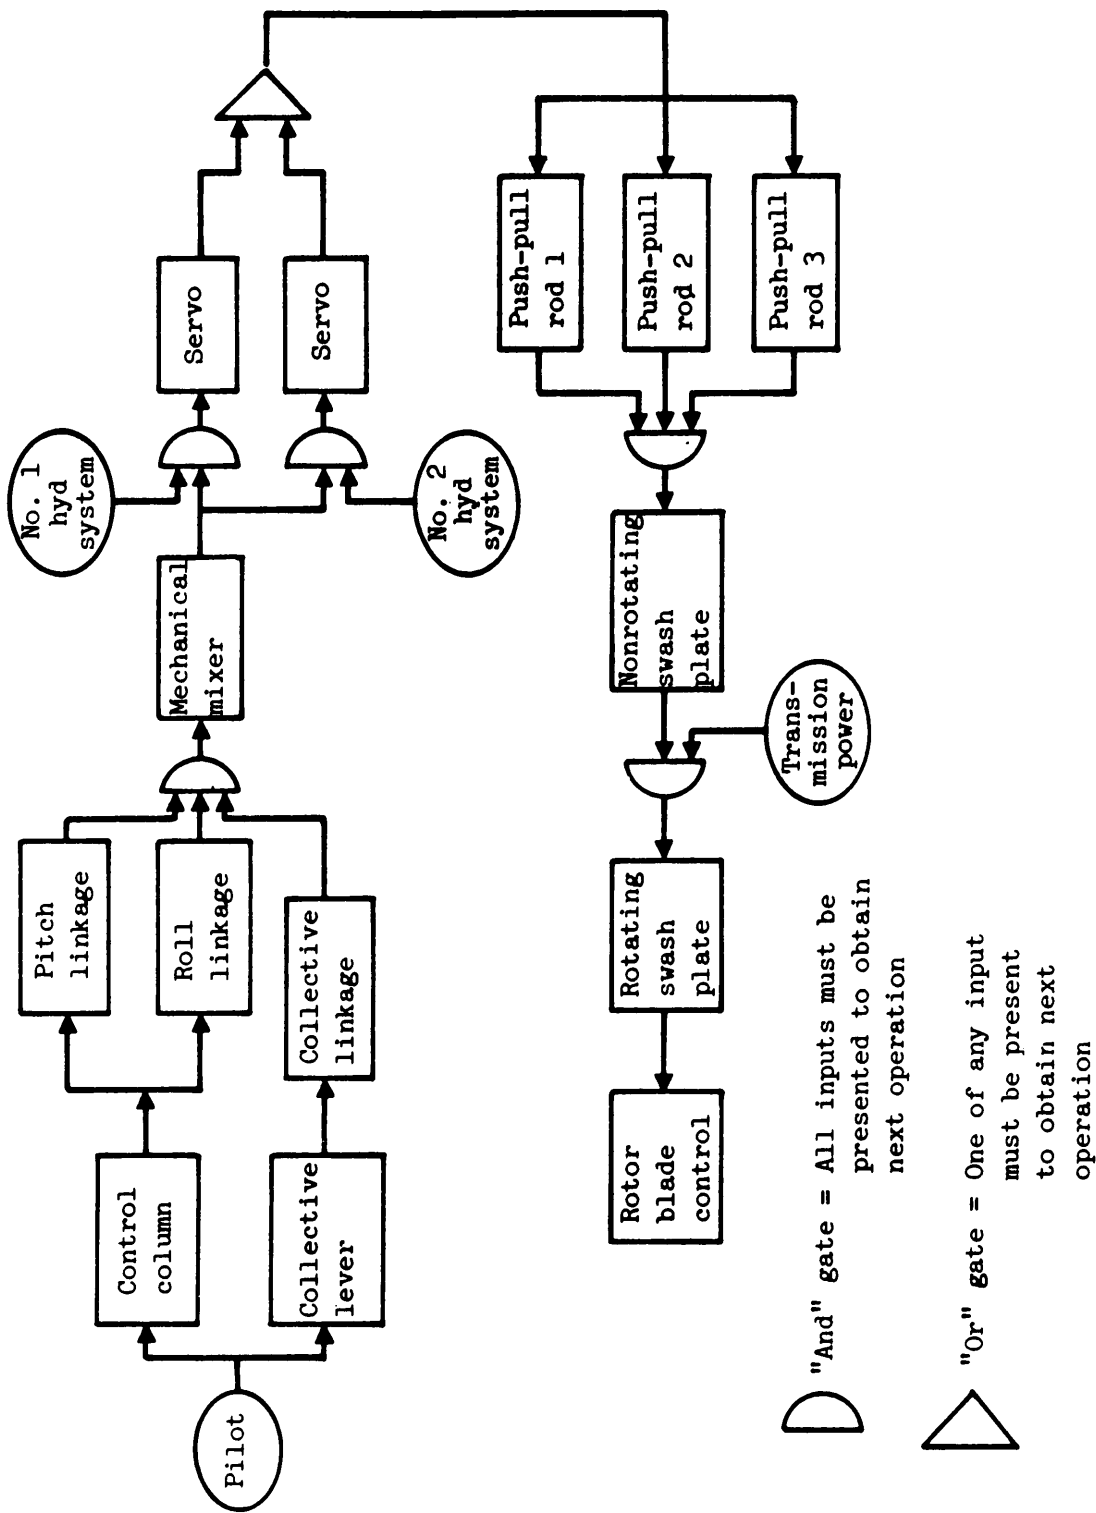 Pilot
Control
column
Collective
lever
Pitch
linkage
Roll
linkage
Collective
linkage
Mechanical
mixer
No. 1
hyd
system
No. 2
hyd
system
Servo
Servo
Push-pull
rod 1
Push-pull
rod 2
Push-pull
rod 3
Nonrotating
swash
plate
Trans-
mission
power
Rotating
swash
plate
Rotor
blade
control
"And" gate = All inputs must be
presented to obtain
next operation
"Or" gate = One of any input
must be present
to obtain next
operation